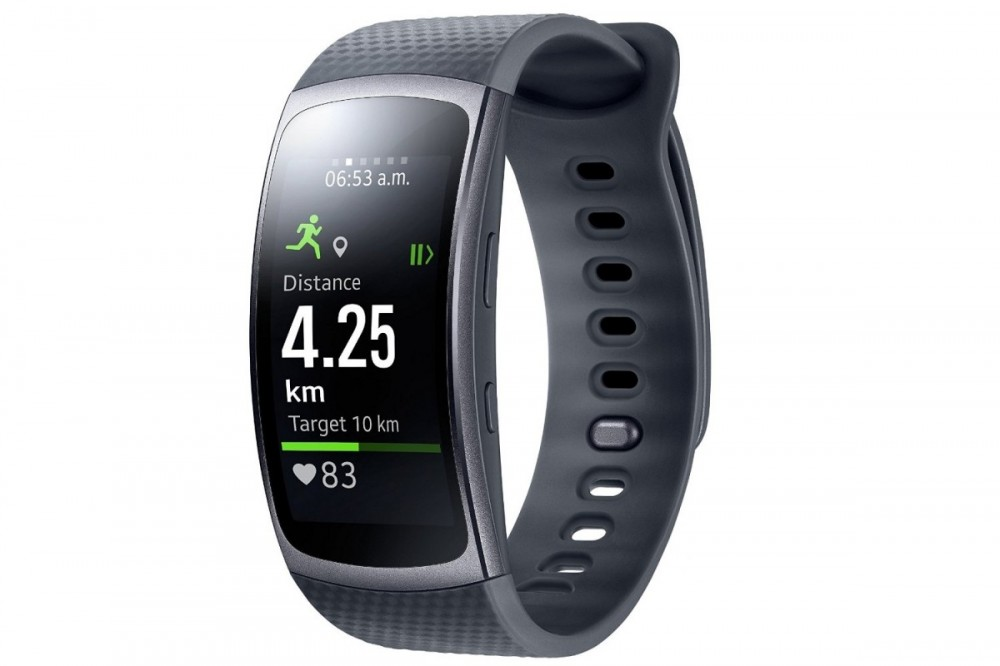 06:53 a.m.
Distance
4.25
km
Target 10 km
83